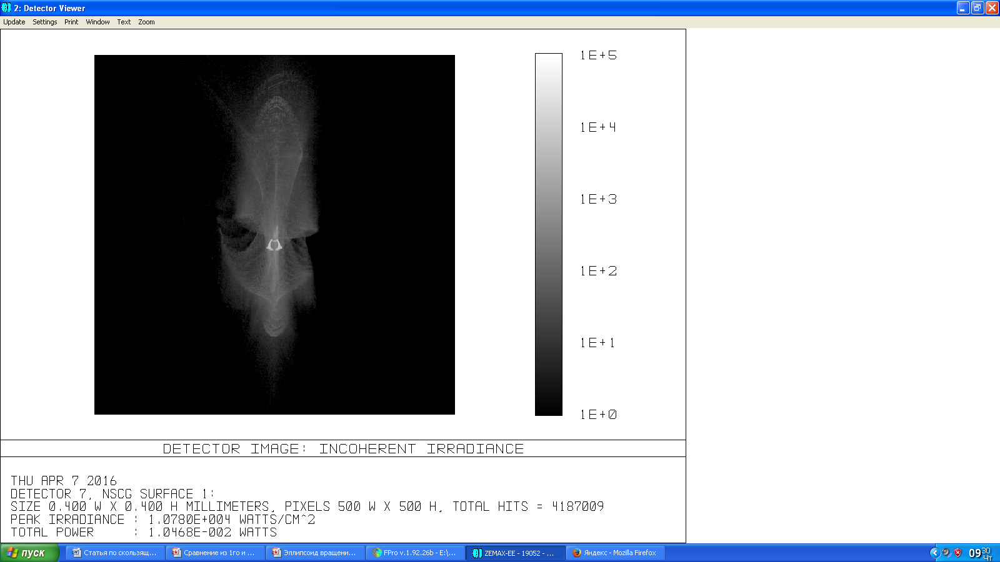 2: Detector Viewer
Update Settings Print Window Text Zoom
1E+5
1E+4
1E+3
1E+2
1E+1
1E+0
DETECTOR IMAGE: INCOHERENT IRRADIANCE
THU APR 7 2016
DETECTOR 7, NSCG SURFACE 1:
SIZE 0.400 W X 0.400 H MILLIMETERS, PIXELS 500 W X 500 H, TOTAL HITS = 4187009
PEAK IRRADIANCE : 1.0780E+004 WATTS/CM^2
TOTAL POWER : 1.0468E-002 WATTS
пуск Статья по скользящ... Сравнение из 1го и ... Эллипсоид вращени... FPro v.1.92.26b - E:\... ZEMAX-EE - 19052 - ... Яндекс - Mozilla Firefox 09 30 Чт